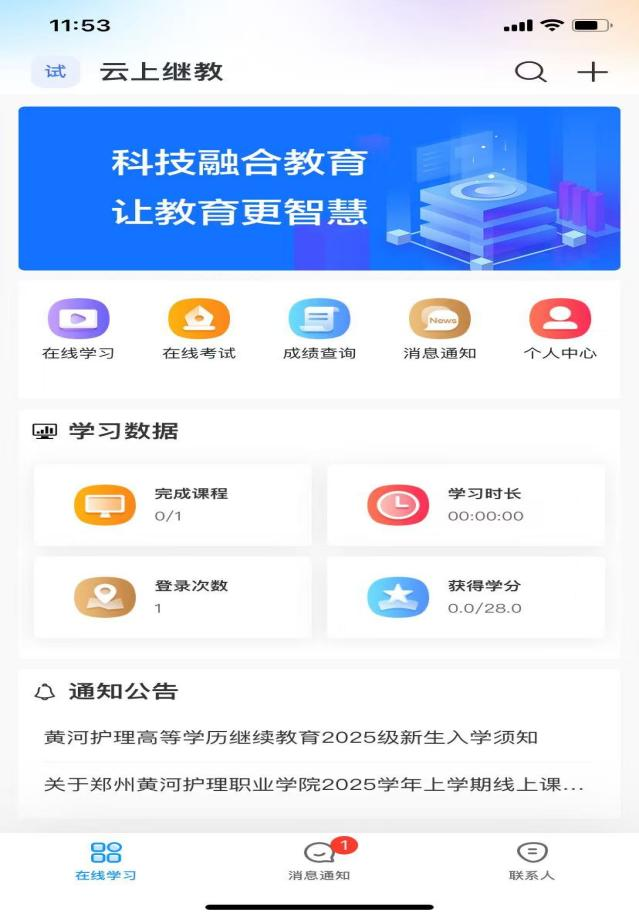 11:53
试 云上继教
科技融合教育
让教育更智慧
News
在线学习 在线考试 成绩查询 消息通知 个人中心
学习数据
完成课程 学习时长
0/1 00:00:00
登录次数 获得学分
1 0.0/28.0
通知公告
黄河护理高等学历继续教育2025级新生入学须知
关于郑州黄河护理职业学院2025学年上学期线上课...
1
在线学习 消息通知 联系人